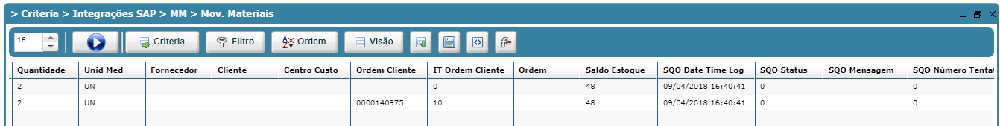 > Criteria > Integrações SAP > MM > Mov. Materiais
16 Criteria Filtro Ordem Visão
Quantidade Unid Med Fornecedor Cliente Centro Custo Ordem Cliente IT Ordem Cliente Ordem Saldo Estoque SQO Date Time Log SQO Status SQO Mensagem SQO Número Tentat
2 UN 0 48 09/04/2018 16:40:41 0 0
2 UN 0000140975 10 48 09/04/2018 16:40:41 0 0